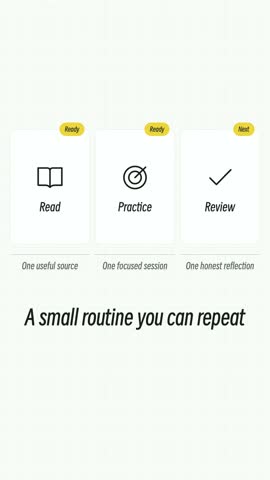 Ready
Ready
Next
Read
Practice
Review
One useful source
One focused session
One honest reflection
A small routine you can repeat